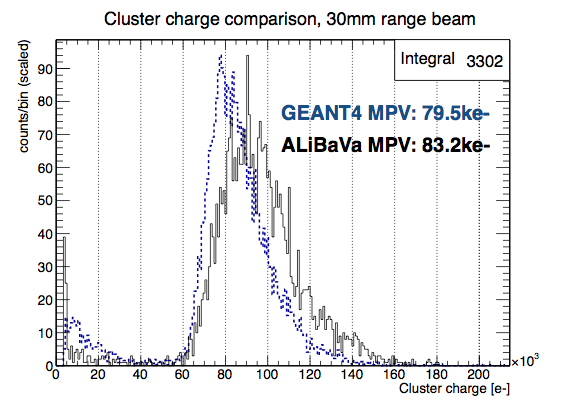 Cluster charge comparison, 30mm range beam
counts/bin (scaled)
Integral 3302
GEANT4 MPV: 79.5ke-
ALiBaVa MPV: 83.2ke-
90
80
70
60
50
40
30
20
10
0
0 20 40 60 80 100 120 140 160 180 200
×10³
Cluster charge [e-]